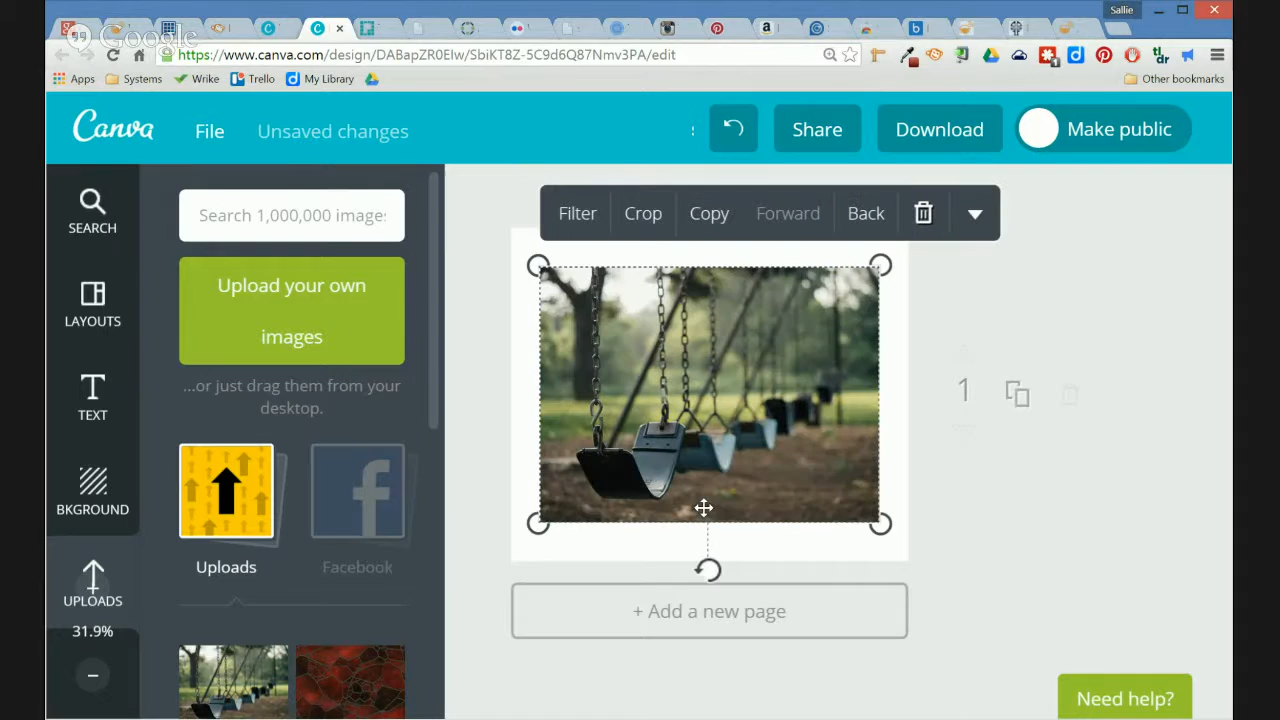 Sallie
Google
https://www.canva.com/design/DABapZR0EIw/SbiKT8Z-5C9d6Q87Nmv3PA/edit
Apps Systems Wrike Trello My Library Other bookmarks
Canva File Unsaved changes Share Download Make public
SEARCH
LAYOUTS
TEXT
BKGROUND
UPLOADS
31.9%
Search 1,000,000 images
Upload your own
images
...or just drag them from your
desktop.
Uploads Facebook
Filter Crop Copy Forward Back
1
+ Add a new page
Need help?